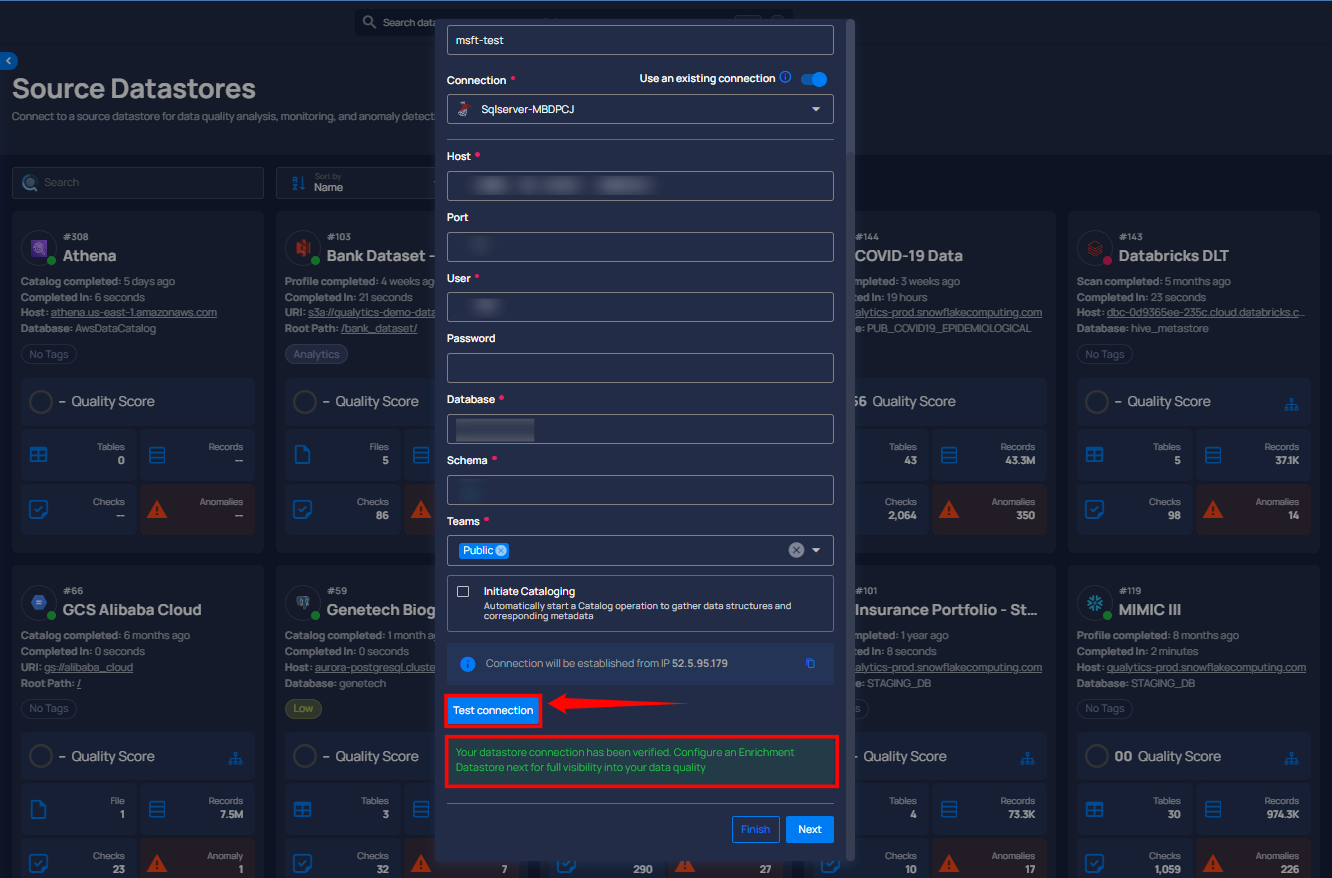 Search data
msft-test
Source Datastores
Connect to a source datastore for data quality analysis, monitoring, and anomaly detect
Connection *
Use an existing connection
Sqlserver-MBDPCJ
Host *
Port
User *
Password
Database *
Schema *
Teams *
Public
Initiate Cataloging
Automatically start a Catalog operation to gather data structures and
corresponding metadata
Connection will be established from IP 52.5.95.179
Test connection
Your datastore connection has been verified. Configure an Enrichment
Datastore next for full visibility into your data quality
Finish
Next
Search
Sort by
Name
#308
Athena
Catalog completed: 5 days ago
Completed In: 6 seconds
Host: athena.us-east-1.amazonaws.com
Database: AwsDataCatalog
No Tags
– Quality Score
Tables
0
Records
--
Checks
--
Anomalies
--
#103
Bank Dataset -
Profile completed: 4 weeks ago
Completed In: 21 seconds
URI: s3a://qualytics-demo-data
Root Path: /bank_dataset/
Analytics
– Quality Score
Files
5
Checks
86
#144
COVID-19 Data
mpleted: 3 weeks ago
ed In: 19 hours
alytics-prod.snowflakecomputing.com
e: PUB_COVID19_EPIDEMIOLOGICAL
56 Quality Score
Tables
43
Records
43.3M
Checks
2,064
Anomalies
350
#143
Databricks DLT
Scan completed: 5 months ago
Completed In: 23 seconds
Host: dbc-0d9365ee-235c.cloud.databricks.c...
Database: hive_metastore
No Tags
– Quality Score
Tables
5
Records
37.1K
Checks
98
Anomalies
14
#66
GCS Alibaba Cloud
Catalog completed: 6 months ago
Completed In: 0 seconds
URI: gs://alibaba_cloud
Root Path: /
No Tags
– Quality Score
File
1
Records
7.5M
Checks
23
Anomaly
1
#59
Genetech Biog
Catalog completed: 1 month ago
Completed In: 0 seconds
Host: aurora-postgresql.cluste
Database: genetech
Low
– Quality Score
Tables
3
Checks
32
7
290
27
#101
Insurance Portfolio - St...
mpleted: 1 year ago
ed In: 8 seconds
alytics-prod.snowflakecomputing.com
e: STAGING_DB
s
- Quality Score
Tables
4
Records
73.3K
Checks
10
Anomalies
17
#119
MIMIC III
Profile completed: 8 months ago
Completed In: 2 minutes
Host: qualytics-prod.snowflakecomputing.com
Database: STAGING_DB
No Tags
00 Quality Score
Tables
30
Records
974.3K
Checks
1,059
Anomalies
226